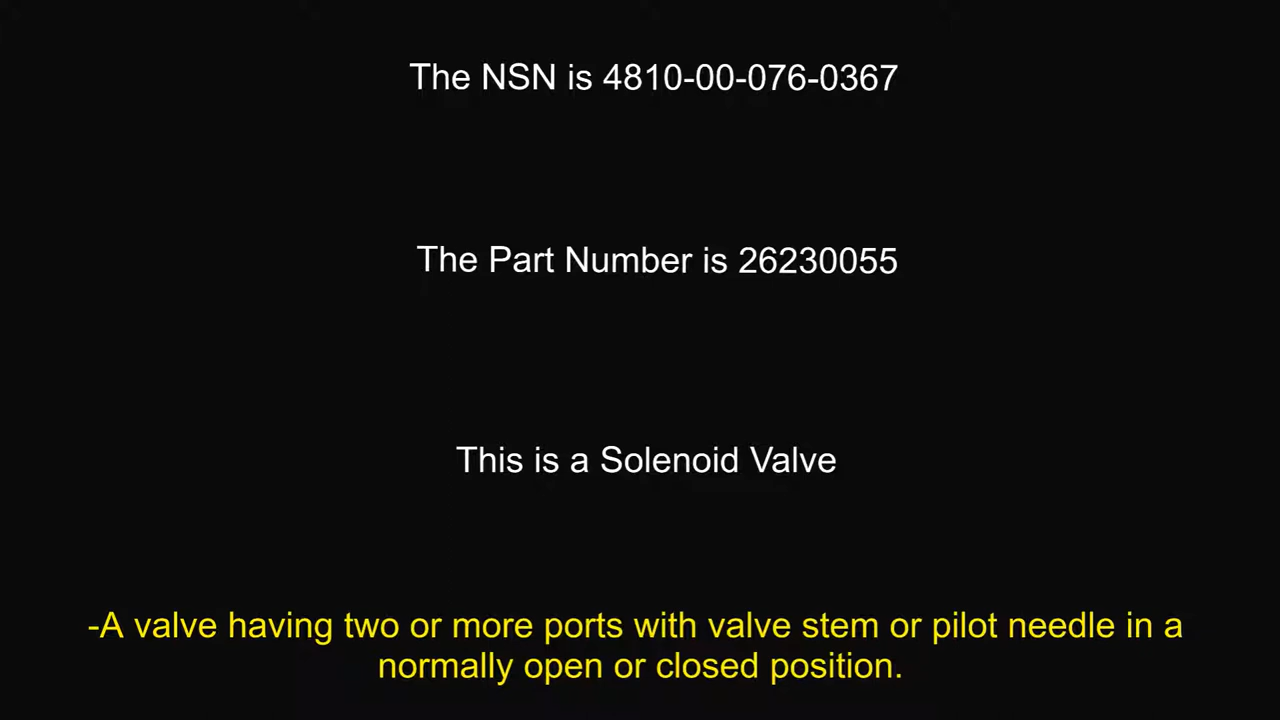 The NSN is 4810-00-076-0367
The Part Number is 26230055
This is a Solenoid Valve
-A valve having two or more ports with valve stem or pilot needle in a
normally open or closed position.